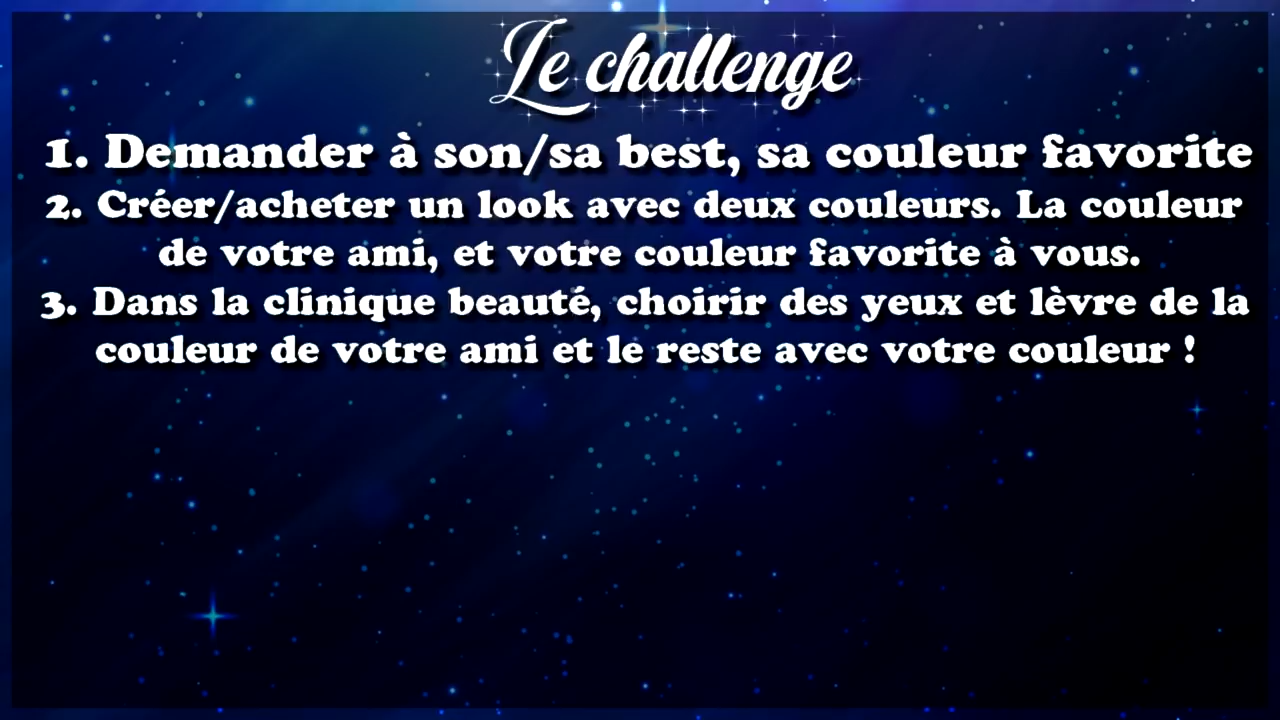 Le challenge
1. Demander à son/sa best, sa couleur favorite
2. Créer/acheter un look avec deux couleurs. La couleur
de votre ami, et votre couleur favorite à vous.
3. Dans la clinique beauté, choirir des yeux et lèvre de la
couleur de votre ami et le reste avec votre couleur !